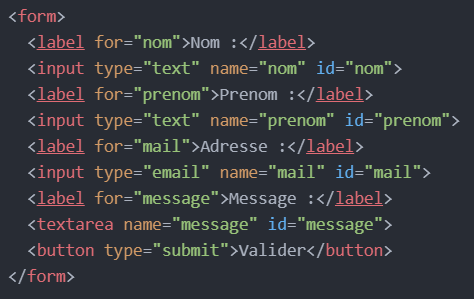 <form>
<label for="nom">Nom :</label>
<input type="text" name="nom" id="nom">
<label for="prenom">Prenom :</label>
<input type="text" name="prenom" id="prenom">
<label for="mail">Adresse :</label>
<input type="email" name="mail" id="mail">
<label for="message">Message :</label>
<textarea name="message" id="message">
<button type="submit">Valider</button>
</form>